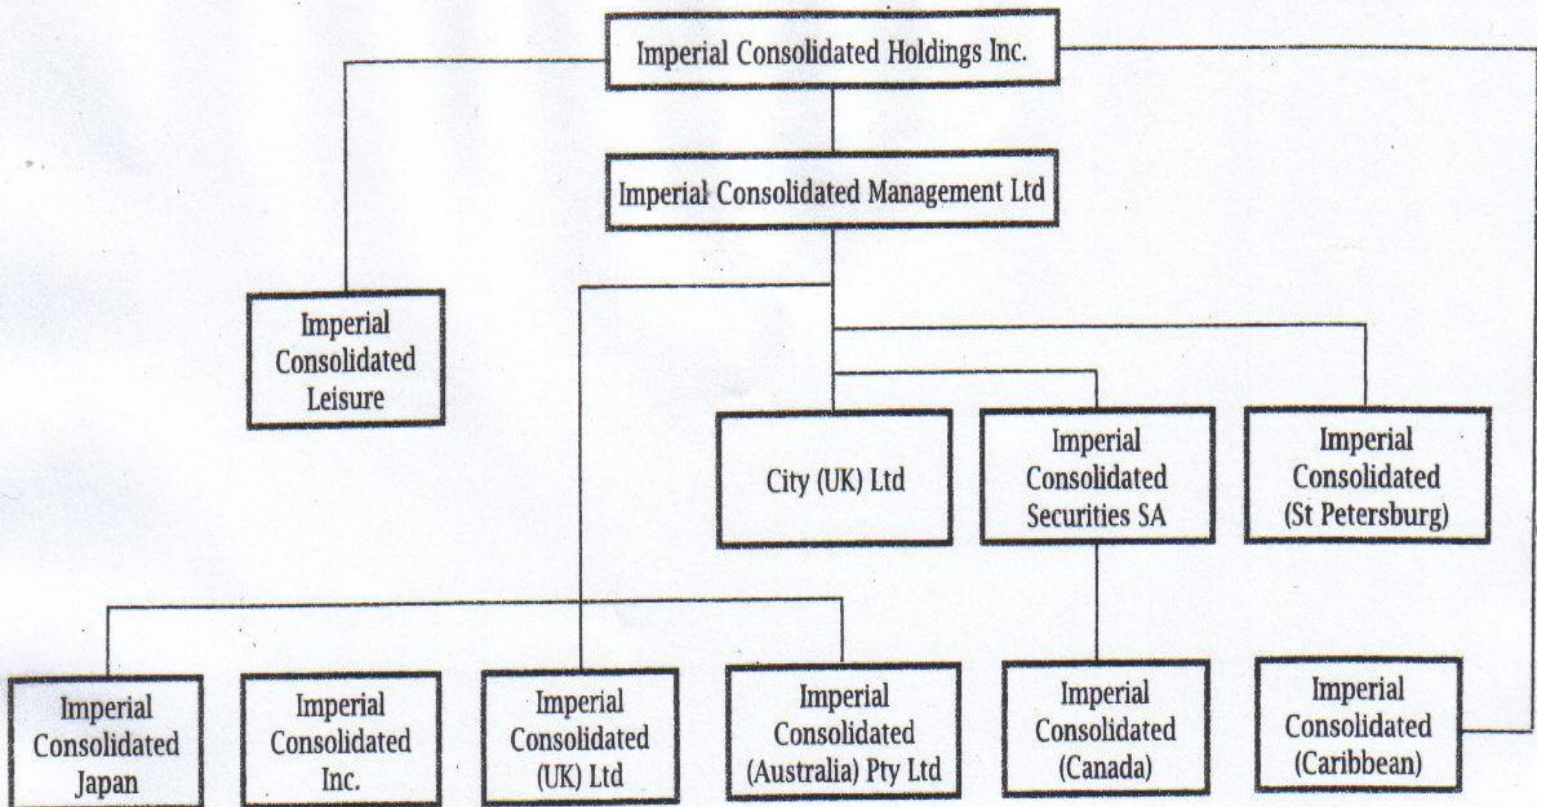 Imperial Consolidated Holdings Inc.
Imperial Consolidated Management Ltd
Imperial
Consolidated
Leisure
City (UK) Ltd
Imperial
Consolidated
Securities SA
Imperial
Consolidated
(St Petersburg)
Imperial
Consolidated
Japan
Imperial
Consolidated
Inc.
Imperial
Consolidated
(UK) Ltd
Imperial
Consolidated
(Australia) Pty Ltd
Imperial
Consolidated
(Canada)
Imperial
Consolidated
(Caribbean)